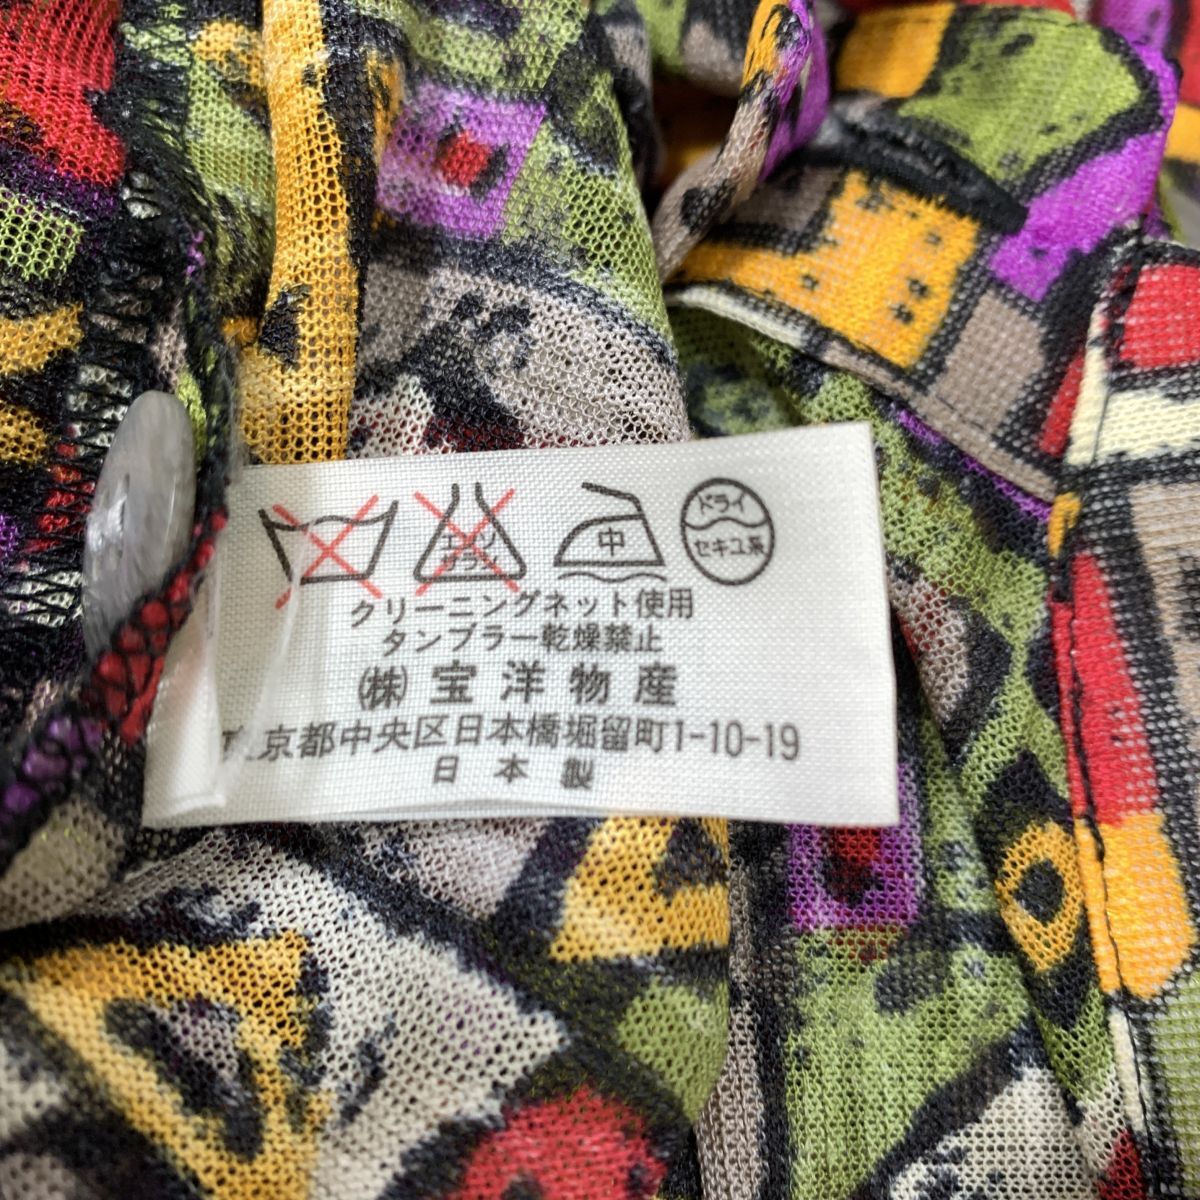 エンソ 中 ドライ
サラシ セキユ系
クリーニングネット使用
タンブラー乾燥禁止
㈱ 宝洋物産
東京都中央区日本橋堀留町1-10-19
日本製